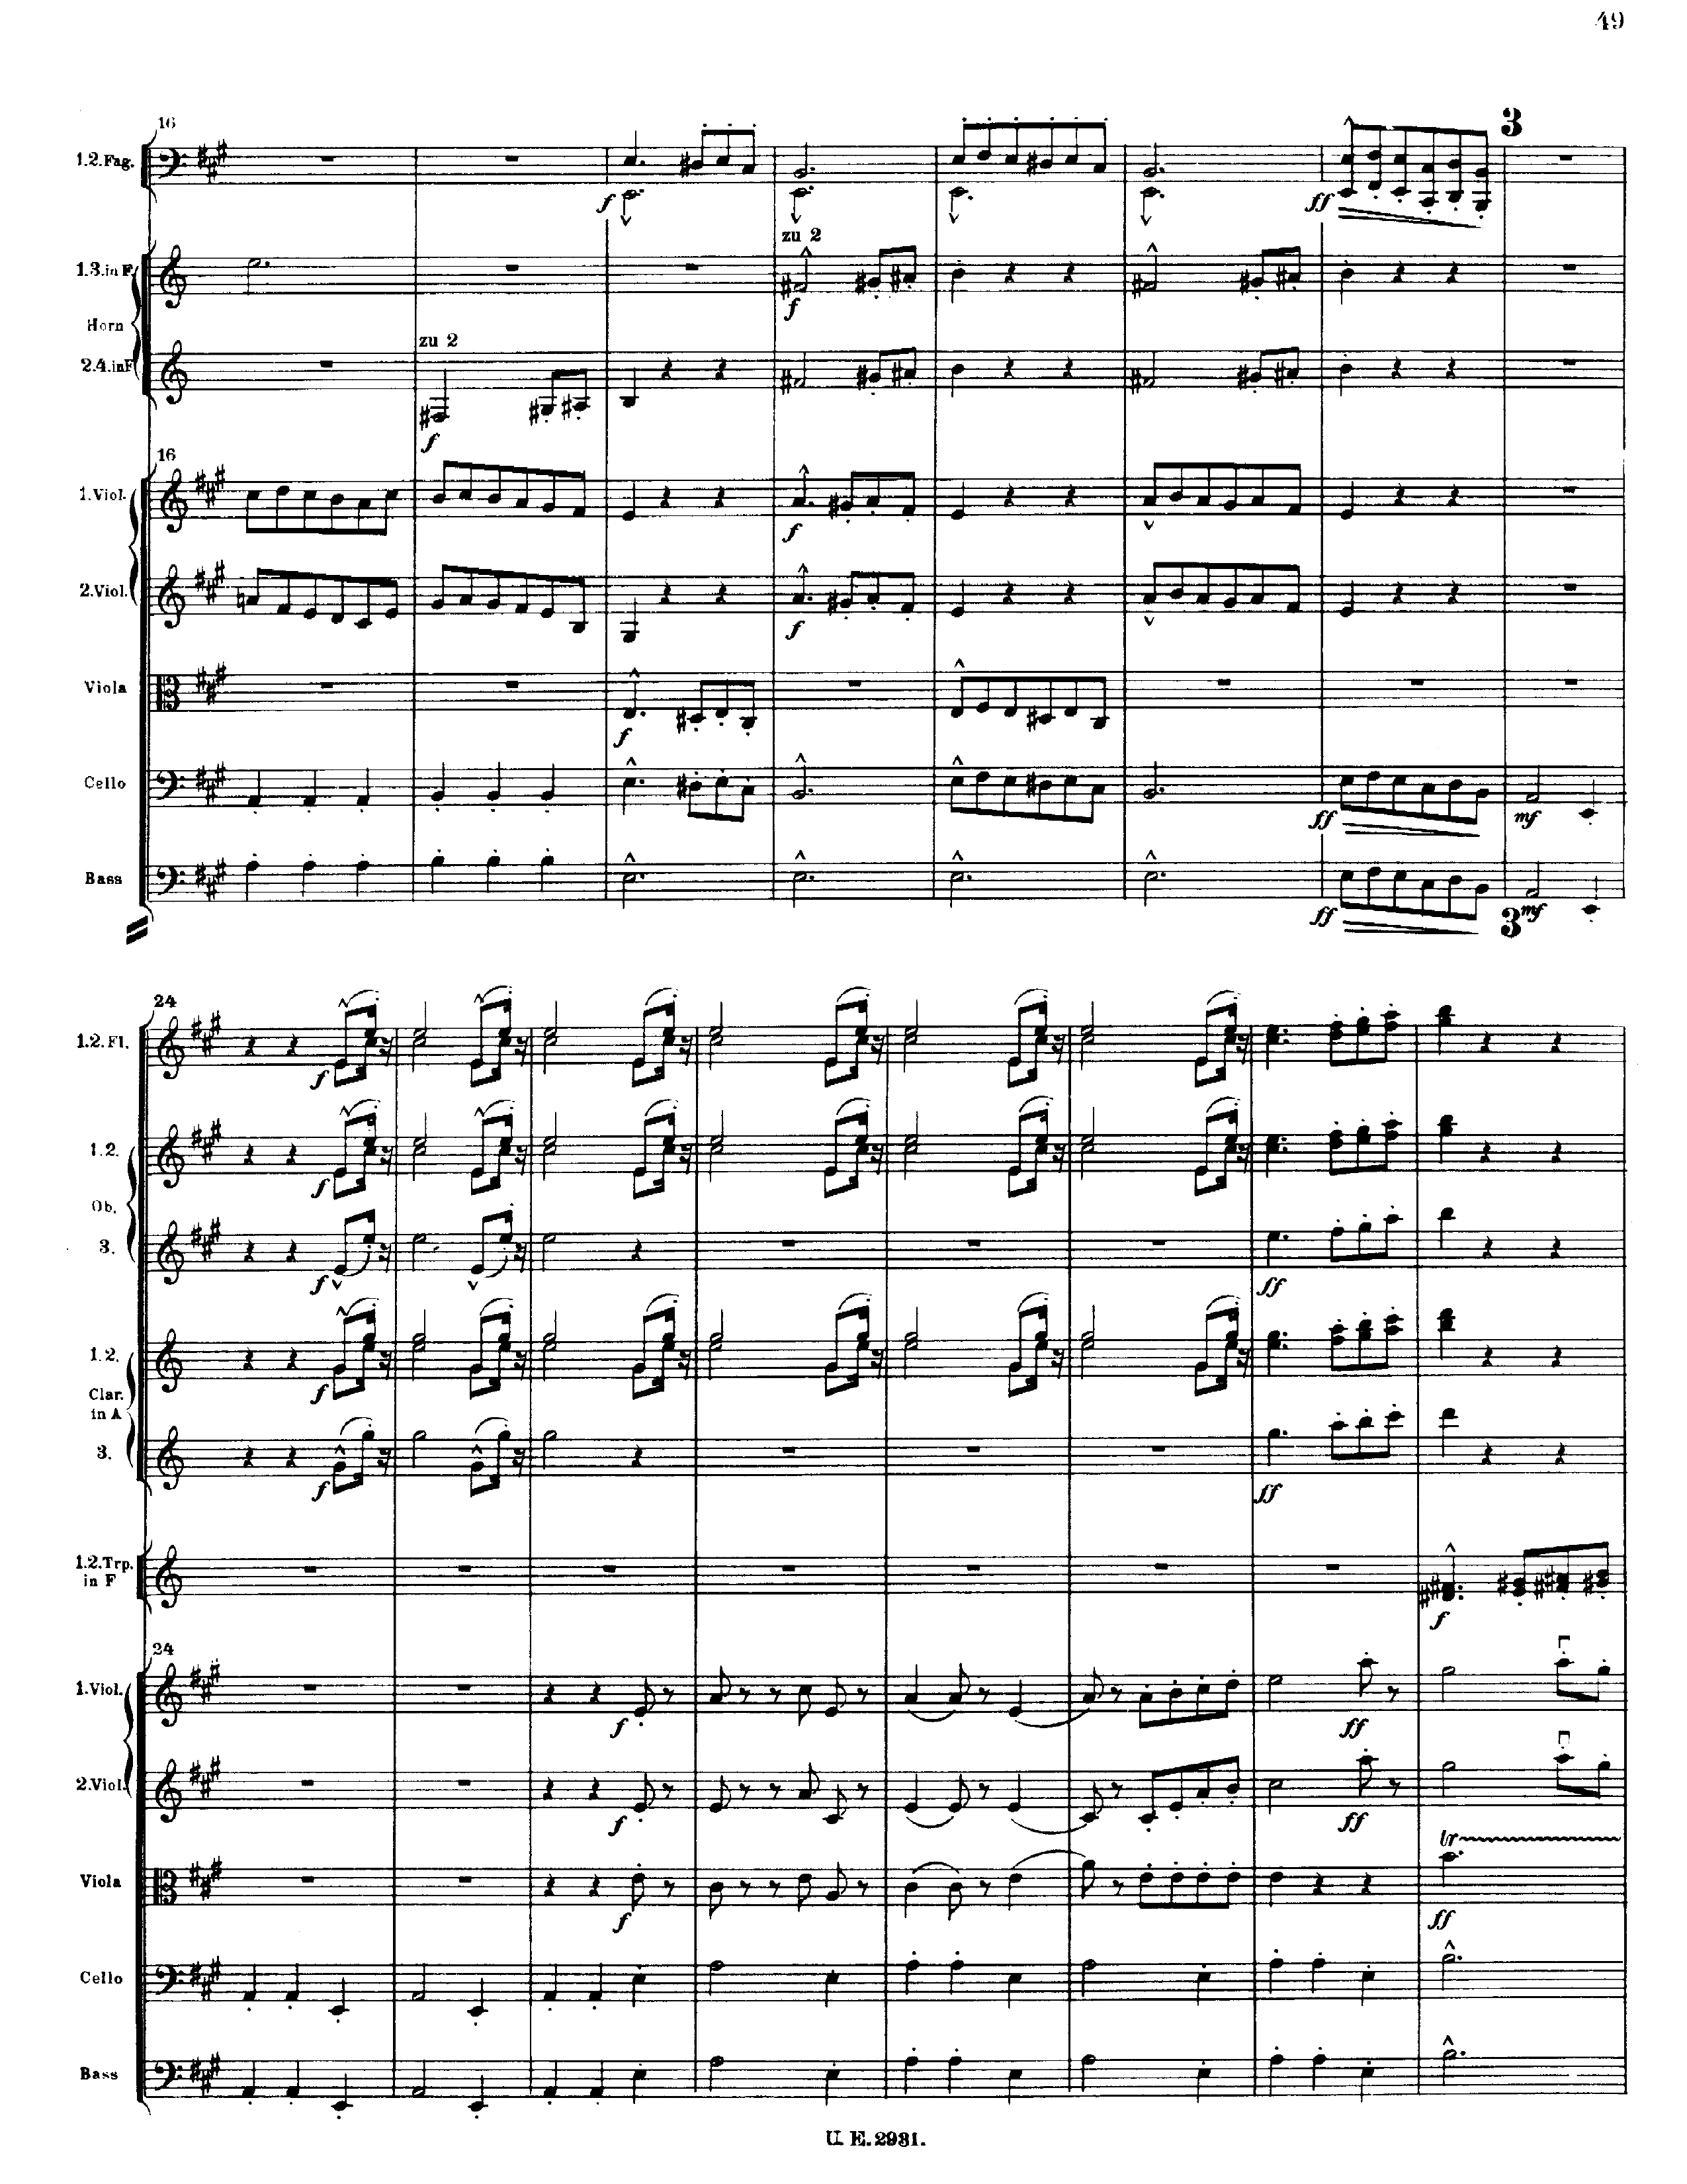 49
16
3
1.2.Fag.
f
ff
zu 2
1.3.in F
Horn
f
zu 2
2.4.inF
f
16
1.Viol.
f
2.Viol.
f
Viola
f
Cello
ff
mf
Bass
ff
3
mf
24
1.2.Fl.
f
1.2.
f
Ob.
3.
f
ff
1.2.
f
Clar.
in A
3.
f
ff
1.2.Trp.
in F
f
24
1.Viol.
f
ff
2.Viol.
f
ff
tr
Viola
f
ff
Cello
Bass
U. E. 2931.